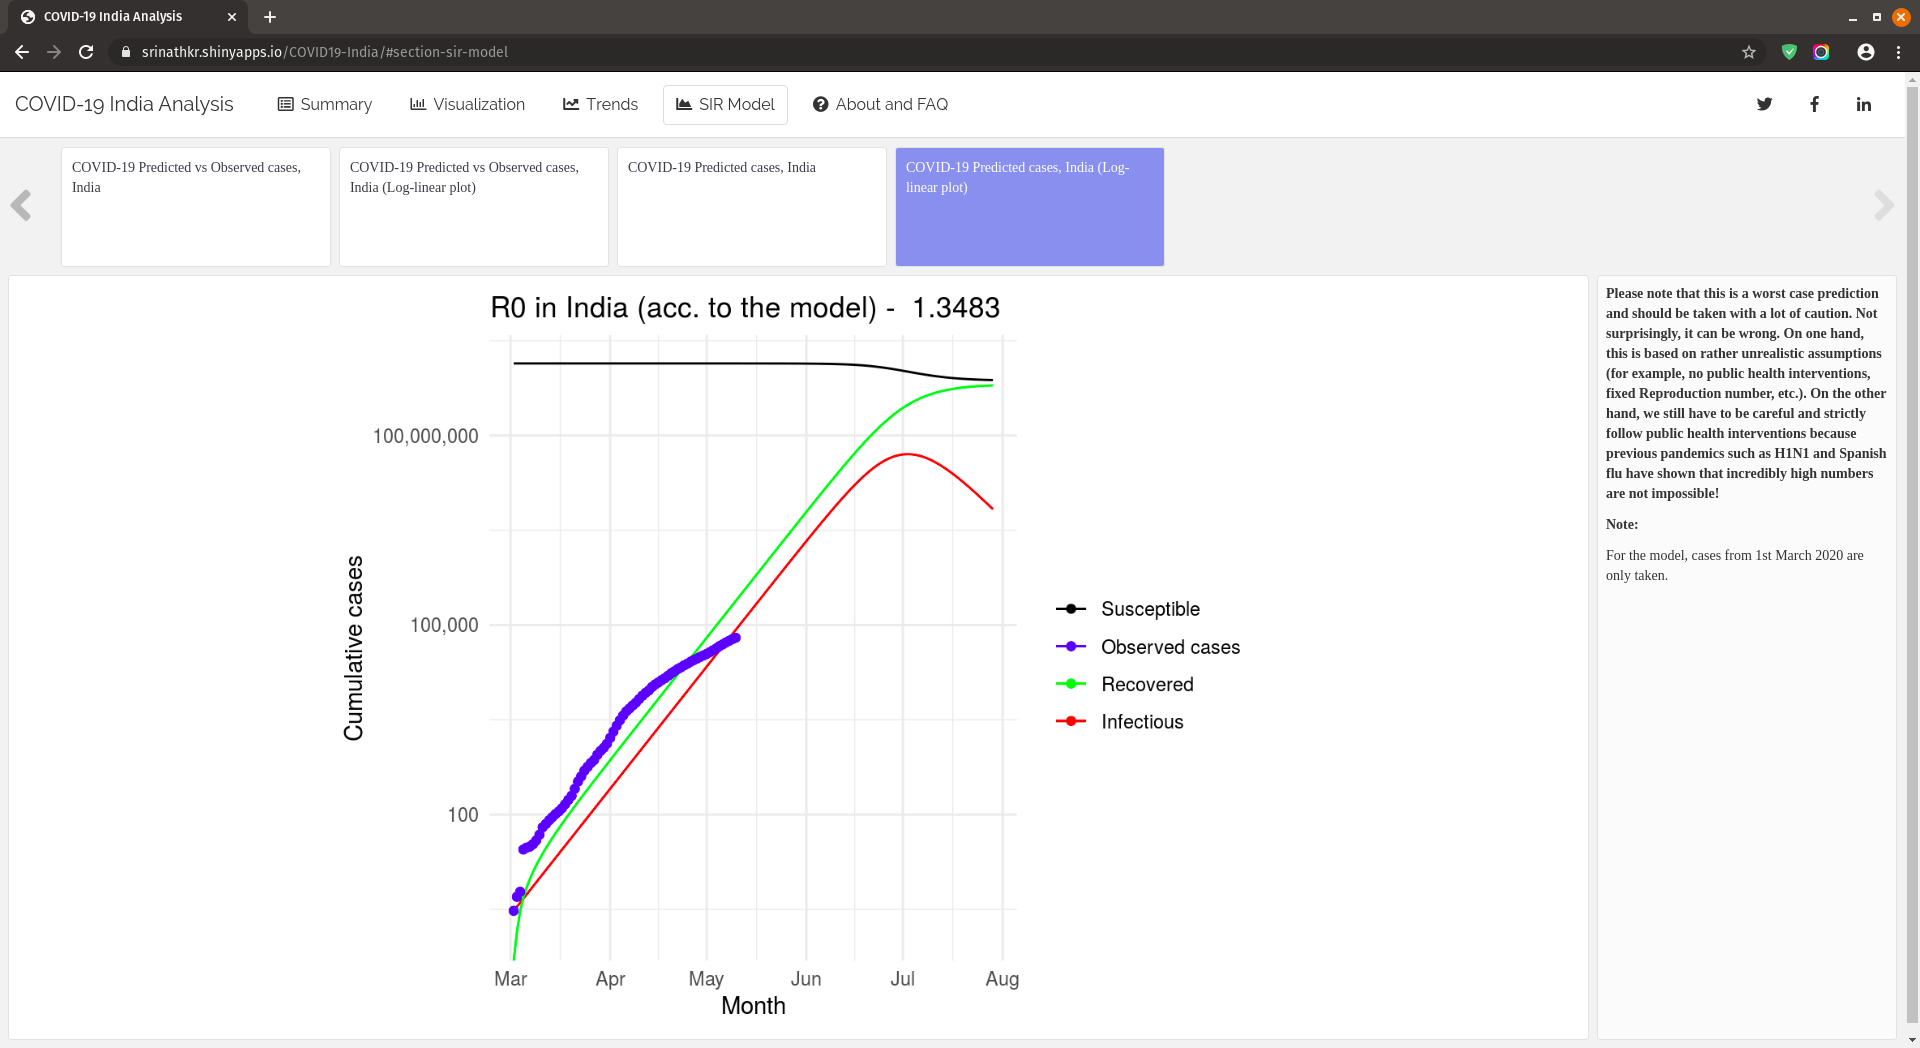 COVID-19 India Analysis
srinathkr.shinyapps.io/COVID19-India/#section-sir-model
COVID-19 India Analysis
Summary
Visualization
Trends
SIR Model
About and FAQ
COVID-19 Predicted vs Observed cases,
India
COVID-19 Predicted vs Observed cases,
India (Log-linear plot)
COVID-19 Predicted cases, India
COVID-19 Predicted cases, India (Log-
linear plot)
R0 in India (acc. to the model) - 1.3483
100,000,000
100,000
100
Cumulative cases
Mar
Apr
May
Jun
Jul
Aug
Month
Susceptible
Observed cases
Recovered
Infectious
Please note that this is a worst case prediction
and should be taken with a lot of caution. Not
surprisingly, it can be wrong. On one hand,
this is based on rather unrealistic assumptions
(for example, no public health interventions,
fixed Reproduction number, etc.). On the other
hand, we still have to be careful and strictly
follow public health interventions because
previous pandemics such as H1N1 and Spanish
flu have shown that incredibly high numbers
are not impossible!
Note:
For the model, cases from 1st March 2020 are
only taken.